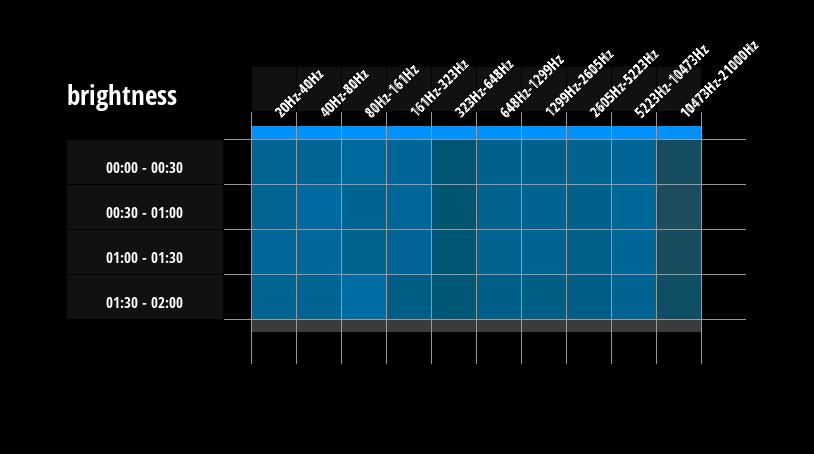 brightness
20Hz-40Hz
40Hz-80Hz
80Hz-161Hz
161Hz-323Hz
323Hz-648Hz
648Hz-1299Hz
1299Hz-2605Hz
2605Hz-5223Hz
5223Hz-10473Hz
10473Hz-21000Hz
00:00 - 00:30
00:30 - 01:00
01:00 - 01:30
01:30 - 02:00